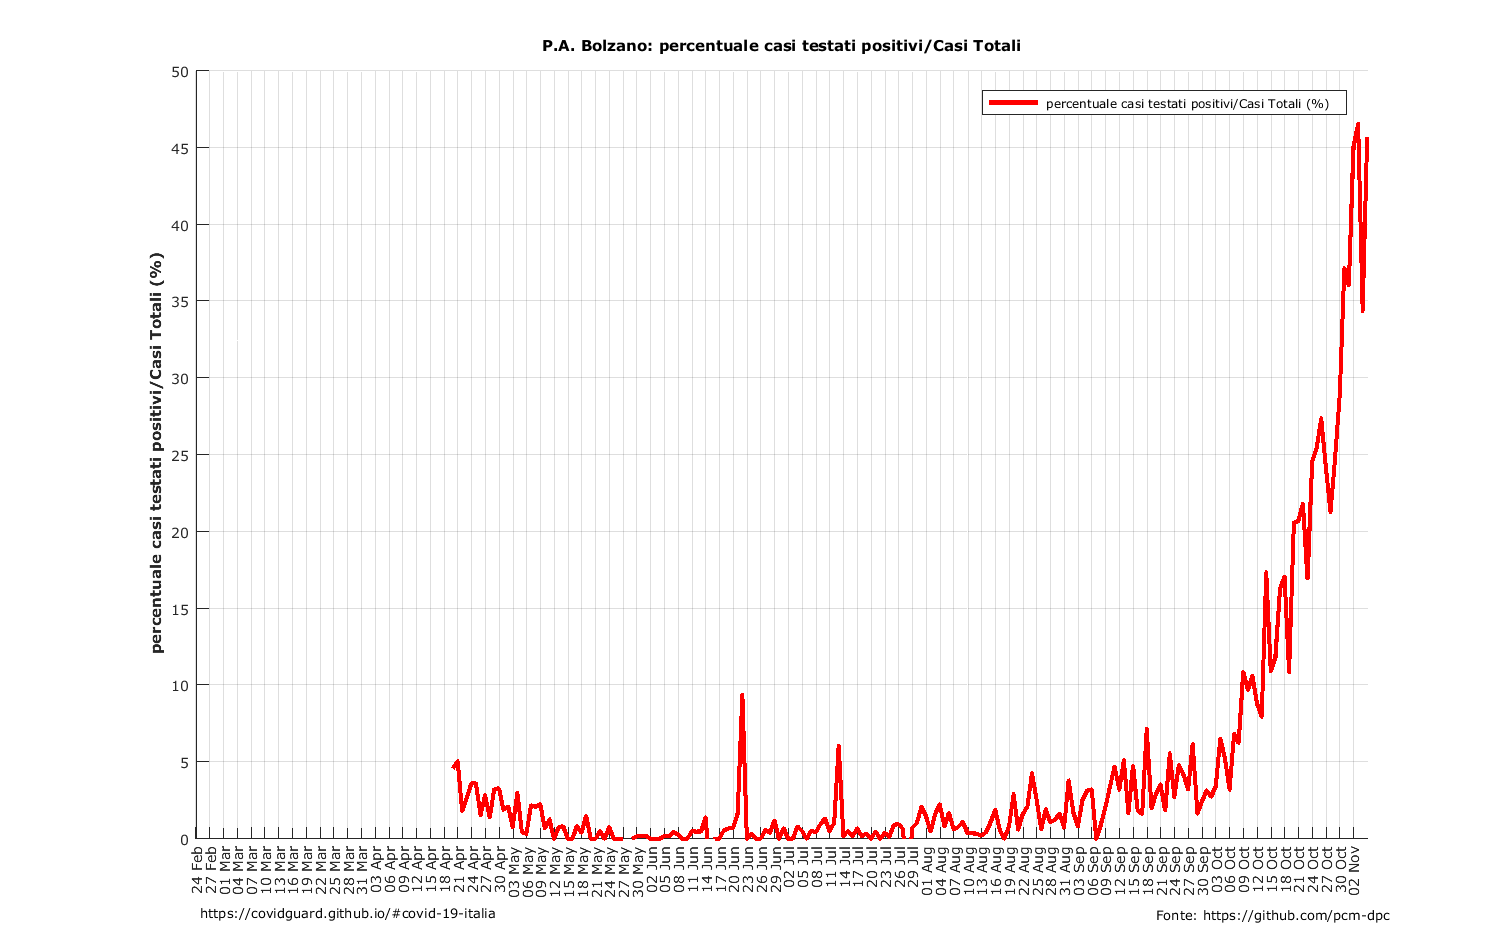 P.A. Bolzano: percentuale casi testati positivi/Casi Totali
percentuale casi testati positivi/Casi Totali (%)
percentuale casi testati positivi/Casi Totali (%)
50
45
40
35
30
25
20
15
10
5
0
24 Feb
27 Feb
01 Mar
04 Mar
07 Mar
10 Mar
13 Mar
16 Mar
19 Mar
22 Mar
25 Mar
28 Mar
31 Mar
03 Apr
06 Apr
09 Apr
12 Apr
15 Apr
18 Apr
21 Apr
24 Apr
27 Apr
30 Apr
03 May
06 May
09 May
12 May
15 May
18 May
21 May
24 May
27 May
30 May
02 Jun
05 Jun
08 Jun
11 Jun
14 Jun
17 Jun
20 Jun
23 Jun
26 Jun
29 Jun
02 Jul
05 Jul
08 Jul
11 Jul
14 Jul
17 Jul
20 Jul
23 Jul
26 Jul
29 Jul
01 Aug
04 Aug
07 Aug
10 Aug
13 Aug
16 Aug
19 Aug
22 Aug
25 Aug
28 Aug
31 Aug
03 Sep
06 Sep
09 Sep
12 Sep
15 Sep
18 Sep
21 Sep
24 Sep
27 Sep
30 Sep
03 Oct
06 Oct
09 Oct
12 Oct
15 Oct
18 Oct
21 Oct
24 Oct
27 Oct
30 Oct
02 Nov
https://covidguard.github.io/#covid-19-italia
Fonte: https://github.com/pcm-dpc